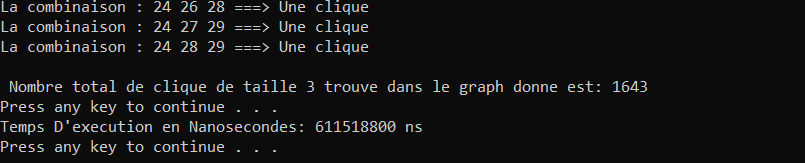 La combinaison : 24 26 28 ===> Une clique
La combinaison : 24 27 29 ===> Une clique
La combinaison : 24 28 29 ===> Une clique
Nombre total de clique de taille 3 trouve dans le graph donne est: 1643
Press any key to continue . . .
Temps D'execution en Nanosecondes: 611518800 ns
Press any key to continue . . .